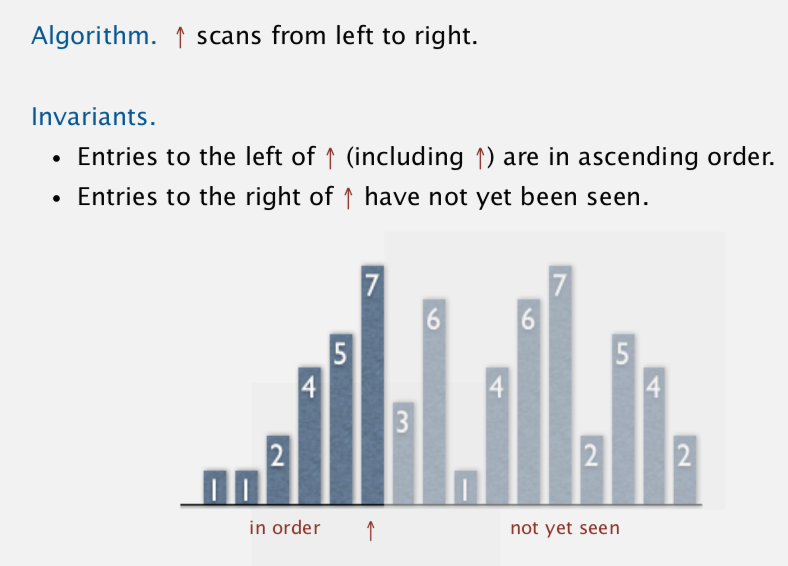 Algorithm. ↑ scans from left to right.
Invariants.
• Entries to the left of ↑ (including ↑) are in ascending order.
• Entries to the right of ↑ have not yet been seen.
1 1 2 4 5 7 3 6 1 4 6 7 2 5 4 2
in order ↑ not yet seen